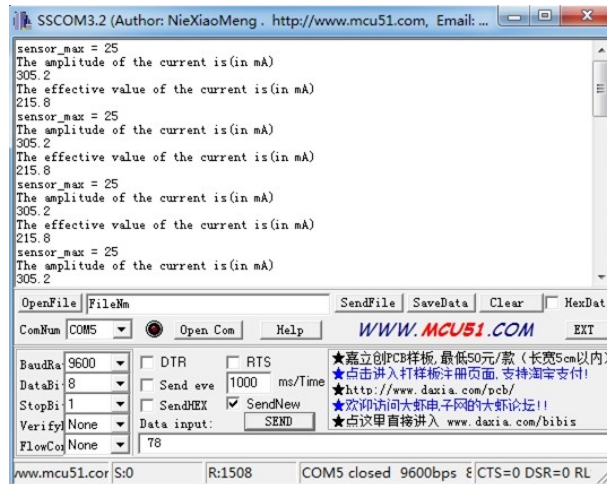 SSCOM3.2 (Author: NieXiaoMeng . http://www.mcu51.com, Email: ...
sensor_max = 25
The amplitude of the current is(in mA)
305.2
The effective value of the current is(in mA)
215.8
sensor_max = 25
The amplitude of the current is(in mA)
305.2
The effective value of the current is(in mA)
215.8
sensor_max = 25
The amplitude of the current is(in mA)
305.2
The effective value of the current is(in mA)
215.8
sensor_max = 25
The amplitude of the current is(in mA)
305.2
OpenFile FileNm SendFile SaveData Clear HexDat
ComNum COM5 Open Com Help WWW.MCU51.COM EXT
BaudRa 9600 DTR RTS
DataBi 8 Send eve 1000 ms/Time
StopBi 1 SendHEX SendNew
Verify None Data input: SEND
FlowCo None 78
★嘉立创PCB样板,最低50元/款（长宽5cm以内）
★点击进入打样板注册页面,支持淘宝支付!
★http://www.daxia.com/pcb/
★欢迎访问大虾电子网的大虾论坛!!
★点这里直接进入 www.daxia.com/bibis
www.mcu51.cor S:0 R:1508 COM5 closed 9600bps 8 CTS=0 DSR=0 RL